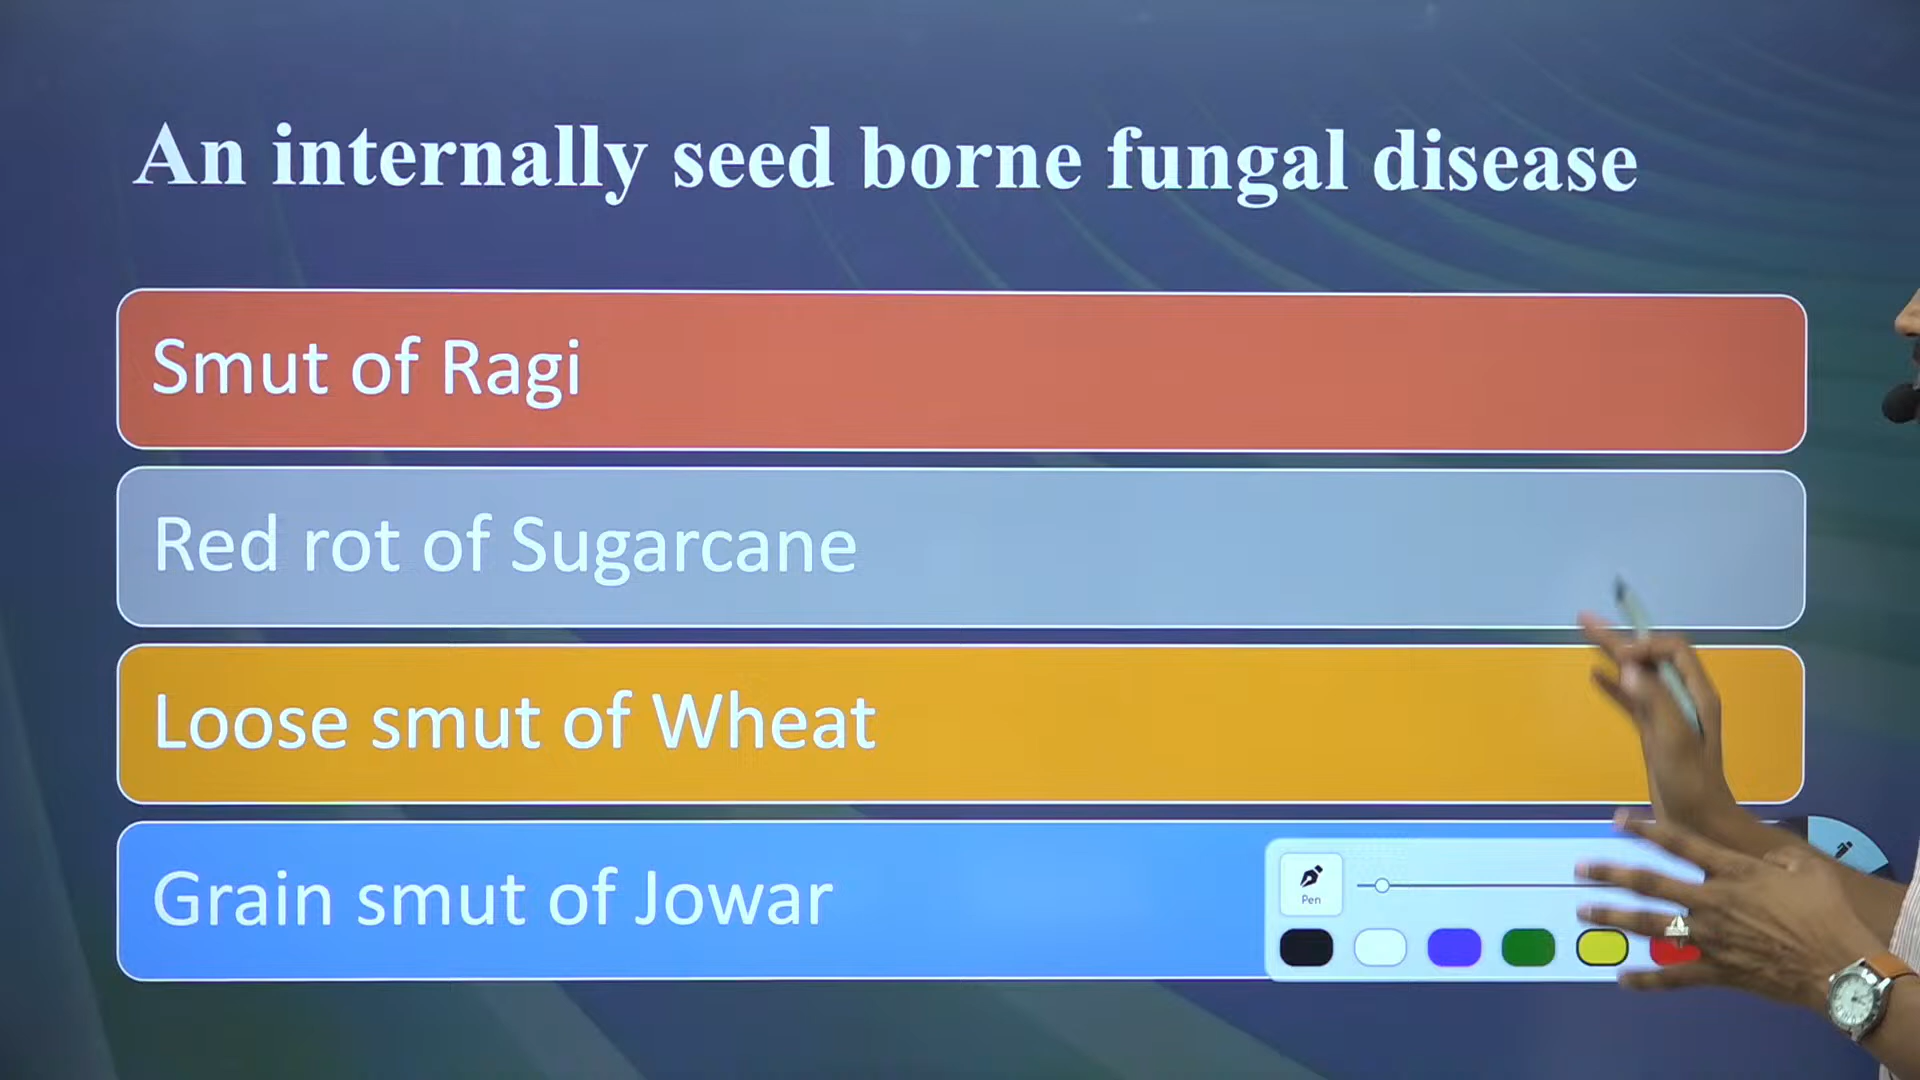 An internally seed borne fungal disease
Smut of Ragi
Red rot of Sugarcane
Loose smut of Wheat
Grain smut of Jowar
Pen